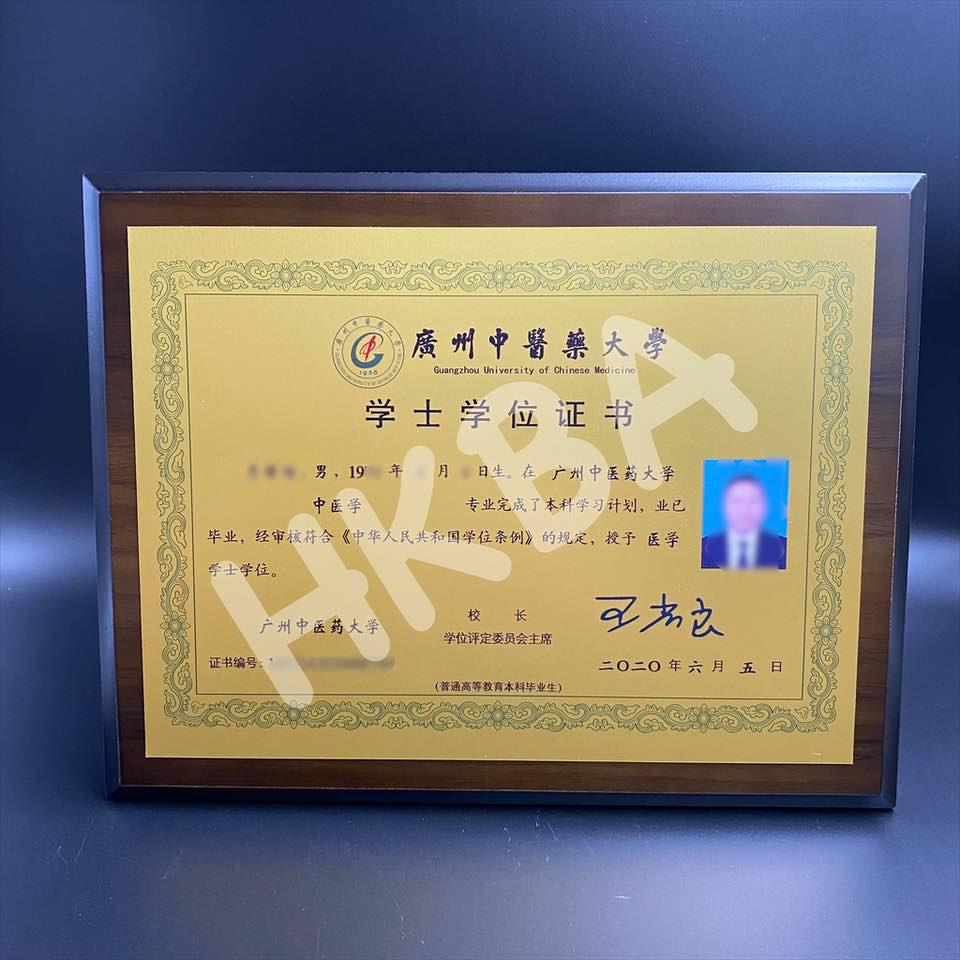 廣州中醫藥大學
Guangzhou University of Chinese Medicine
1956
学士学位证书
男，19 年 月 日生。在 广州中医药大学
中医学 专业完成了本科学习计划，业已
毕业，经审核符合《中华人民共和国学位条例》的规定，授予 医学
学士学位。
广州中医药大学
校 长
学位评定委员会主席
证书编号：
二〇二〇 年 六 月 五 日
(普通高等教育本科毕业生)
HKBA